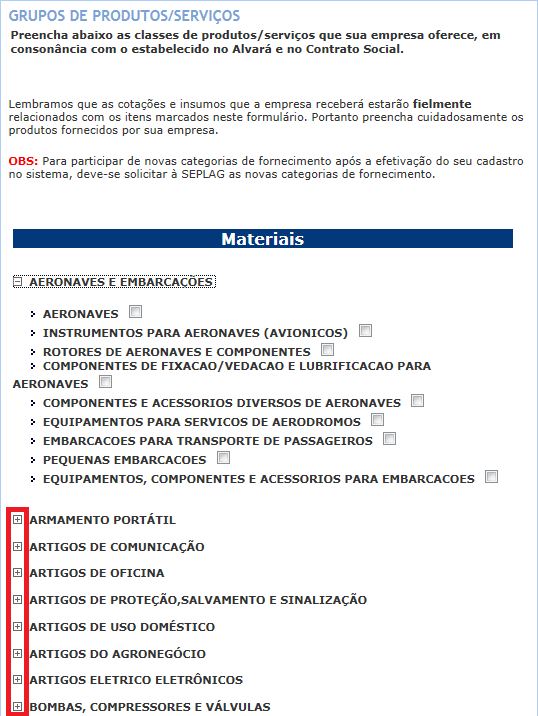 GRUPOS DE PRODUTOS/SERVIÇOS
Preencha abaixo as classes de produtos/serviços que sua empresa oferece, em
consonância com o estabelecido no Alvará e no Contrato Social.
Lembramos que as cotações e insumos que a empresa receberá estarão fielmente
relacionados com os itens marcados neste formulário. Portanto preencha cuidadosamente os
produtos fornecidos por sua empresa.
OBS: Para participar de novas categorias de fornecimento após a efetivação do seu cadastro
no sistema, deve-se solicitar à SEPLAG as novas categorias de fornecimento.
Materiais
AERONAVES E EMBARCAÇÕES
AERONAVES
INSTRUMENTOS PARA AERONAVES (AVIONICOS)
ROTORES DE AERONAVES E COMPONENTES
COMPONENTES DE FIXACAO/VEDACAO E LUBRIFICACAO PARA
AERONAVES
COMPONENTES E ACESSORIOS DIVERSOS DE AERONAVES
EQUIPAMENTOS PARA SERVICOS DE AERODROMOS
EMBARCACOES PARA TRANSPORTE DE PASSAGEIROS
PEQUENAS EMBARCACOES
EQUIPAMENTOS, COMPONENTES E ACESSORIOS PARA EMBARCACOES
ARMAMENTO PORTÁTIL
ARTIGOS DE COMUNICAÇÃO
ARTIGOS DE OFICINA
ARTIGOS DE PROTEÇÃO,SALVAMENTO E SINALIZAÇÃO
ARTIGOS DE USO DOMÉSTICO
ARTIGOS DO AGRONEGÓCIO
ARTIGOS ELETRICO ELETRÔNICOS
BOMBAS, COMPRESSORES E VÁLVULAS